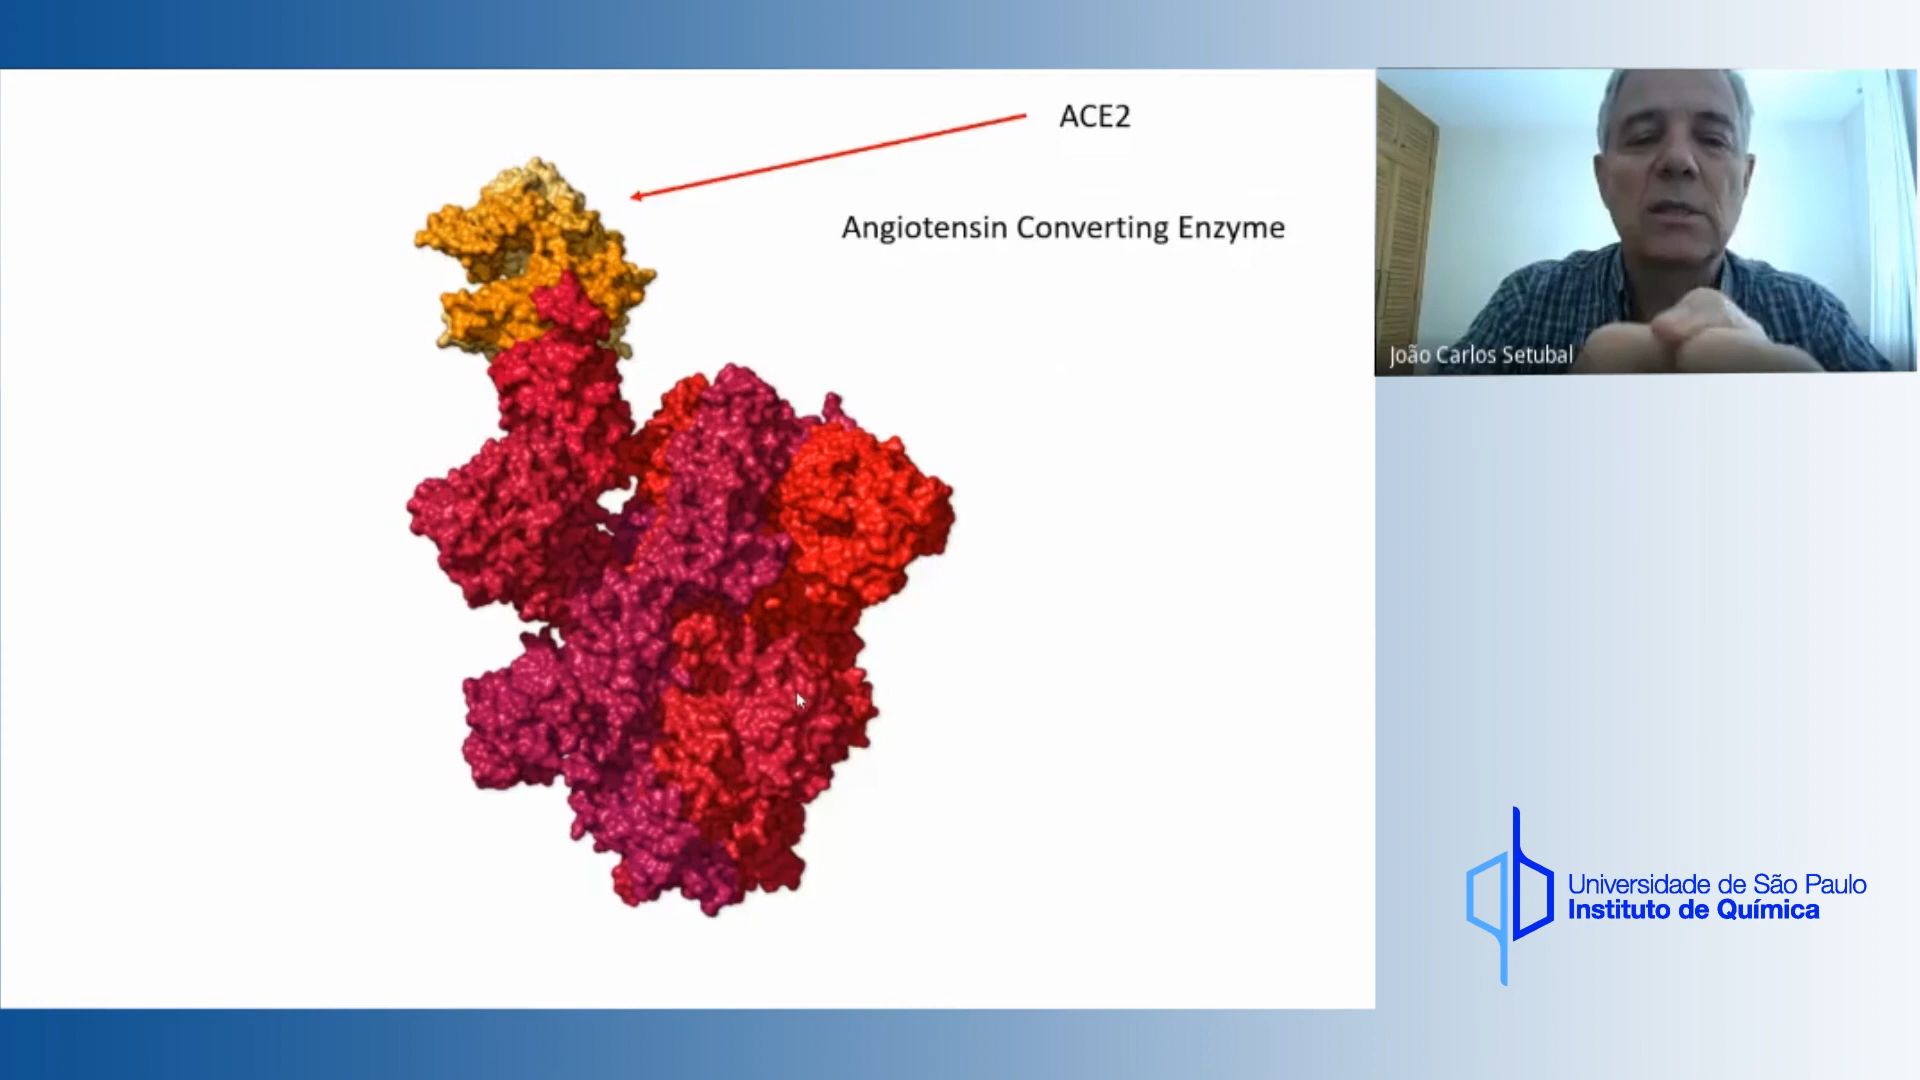 ACE2
Angiotensin Converting Enzyme
João Carlos Setubal
Universidade de São Paulo
Instituto de Química